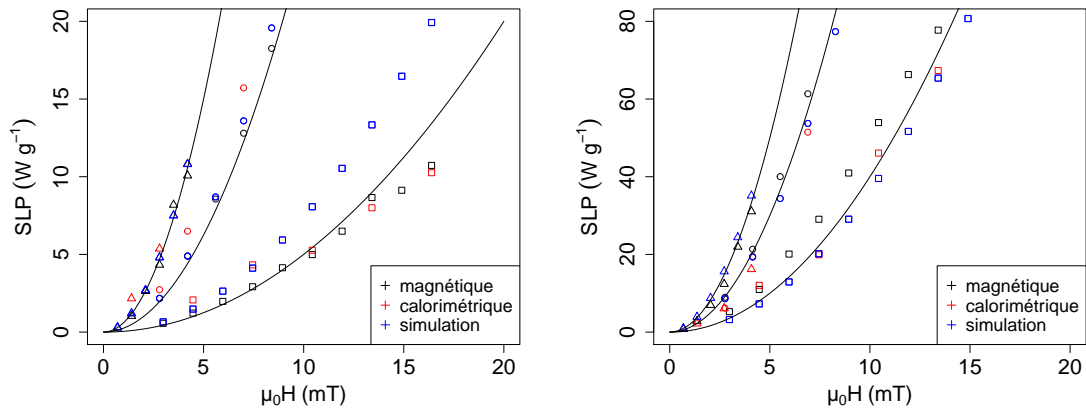 20
15
10
5
0
SLP (W g⁻¹)
0 5 10 15 20
µ₀H (mT)
magnétique
calorimétrique
simulation
80
60
40
20
0
SLP (W g⁻¹)
0 5 10 15 20
µ₀H (mT)
magnétique
calorimétrique
simulation